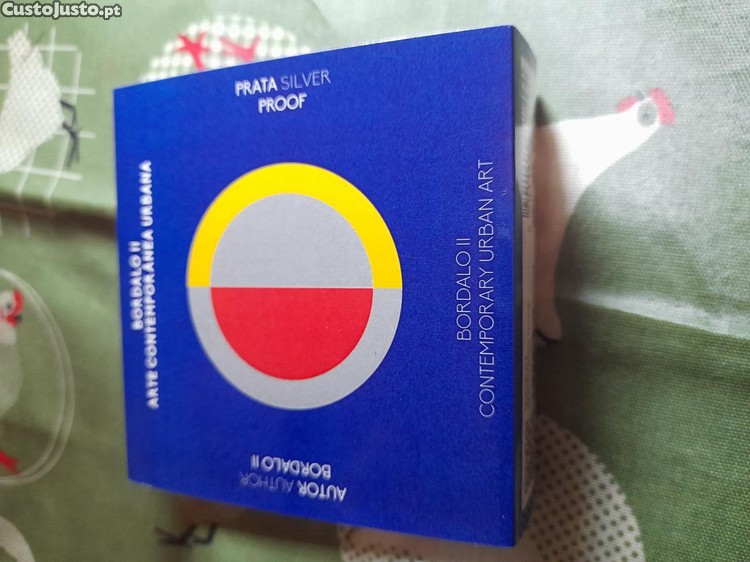 CustoJusto.pt
PRATA SILVER
PROOF
BORDALO II
ARTE CONTEMPORÂNEA URBANA
BORDALO II
CONTEMPORARY URBAN ART
AUTOR AUTHOR
BORDALO II